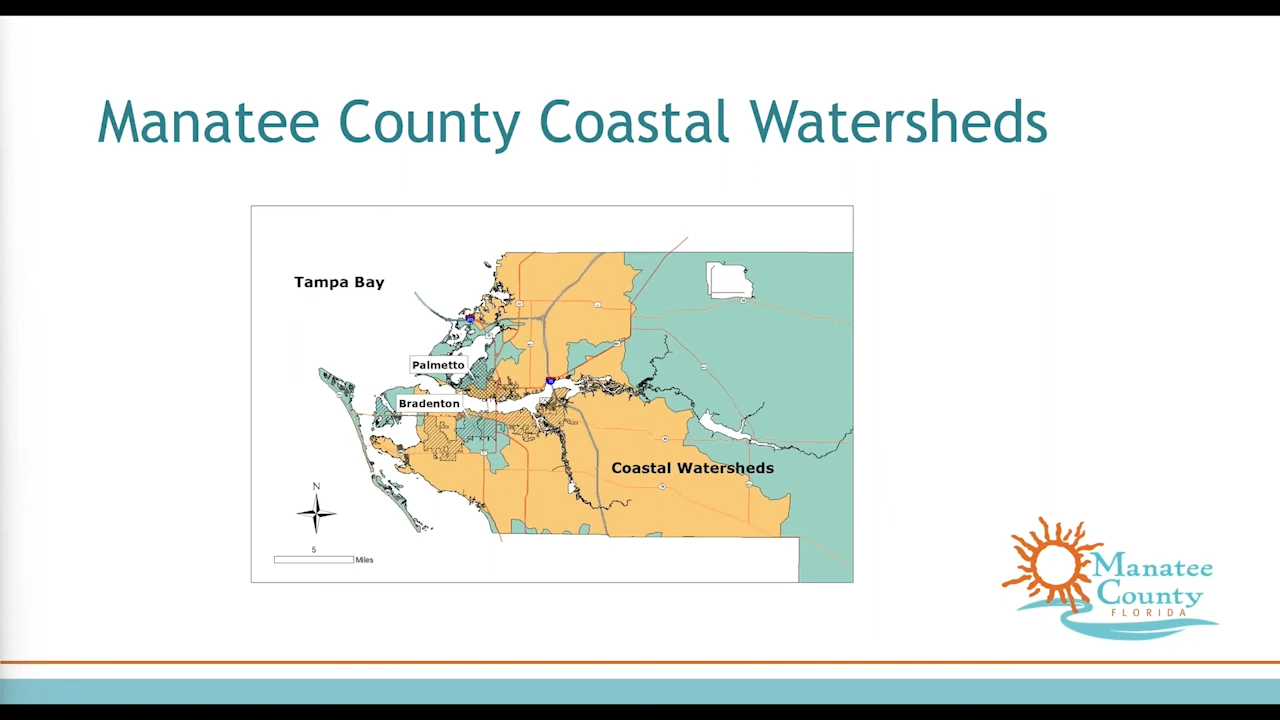 Manatee County Coastal Watersheds
Tampa Bay
Palmetto
Bradenton
Coastal Watersheds
N
5
Miles
Manatee
County
FLORIDA